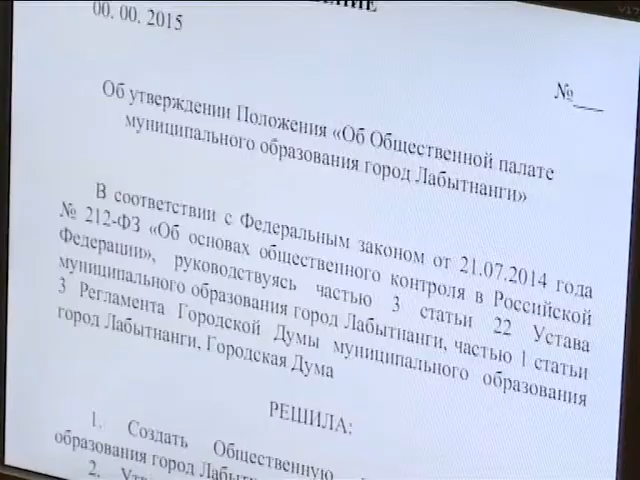 00. 00. 2015
№___
Об утверждении Положения «Об Общественной палате
муниципального образования город Лабытнанги»
В соответствии с Федеральным законом от 21.07.2014 года
№ 212-ФЗ «Об основах общественного контроля в Российской
Федерации», руководствуясь частью 3 статьи 22 Устава
муниципального образования город Лабытнанги, частью 1 статьи
3 Регламента Городской Думы муниципального образования
город Лабытнанги, Городская Дума
РЕШИЛА:
1. Создать Общественную
образования город
2.